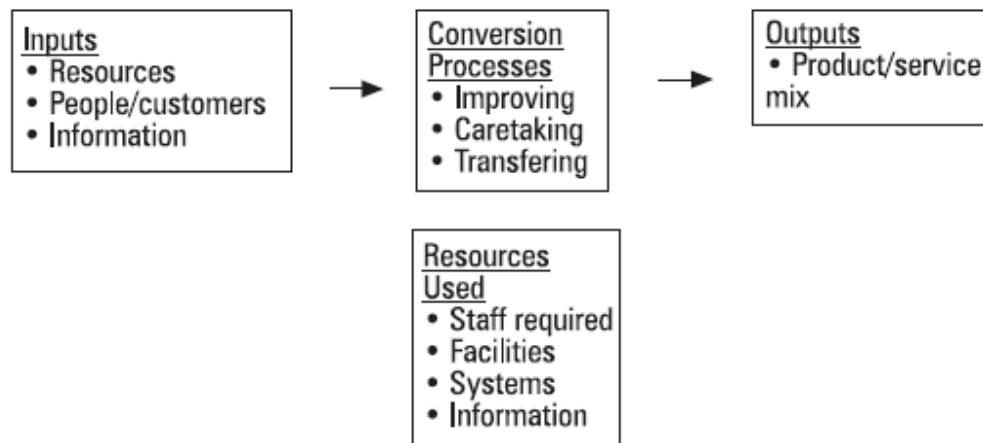 Inputs
• Resources
• People/customers
• Information
Conversion
Processes
• Improving
• Caretaking
• Transfering
Outputs
• Product/service
mix
Resources
Used
• Staff required
• Facilities
• Systems
• Information